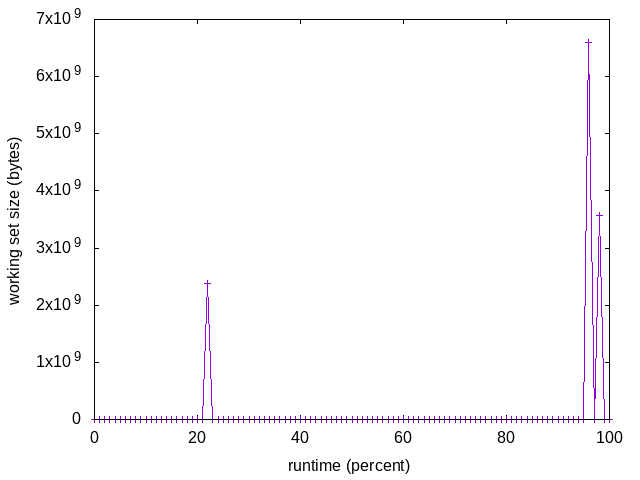 7x10^9
6x10^9
5x10^9
4x10^9
3x10^9
2x10^9
1x10^9
0
0 20 40 60 80 100
working set size (bytes)
runtime (percent)